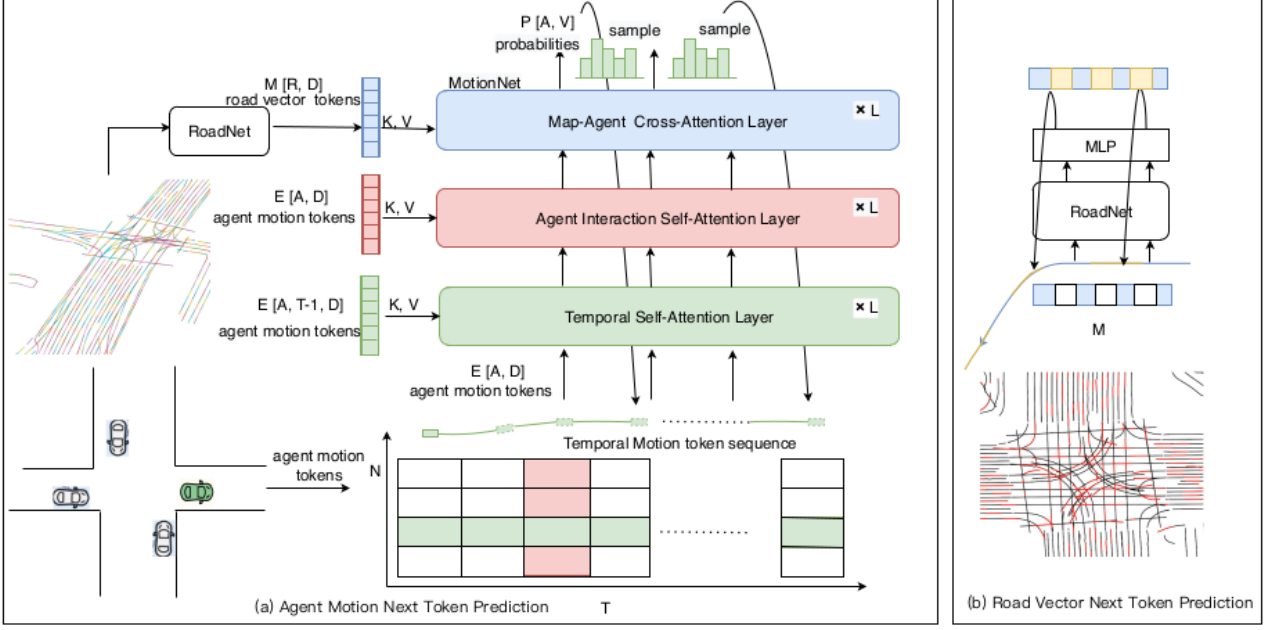 P [A, V]
probabilities
sample
sample
M [R, D]
road vector tokens
MotionNet
RoadNet
K, V
Map-Agent Cross-Attention Layer
× L
E [A, D]
agent motion tokens
K, V
Agent Interaction Self-Attention Layer
× L
E [A, T-1, D]
agent motion tokens
K, V
Temporal Self-Attention Layer
× L
E [A, D]
agent motion tokens
Temporal Motion token sequence
agent motion
tokens
N
T
(a) Agent Motion Next Token Prediction
MLP
RoadNet
M
(b) Road Vector Next Token Prediction